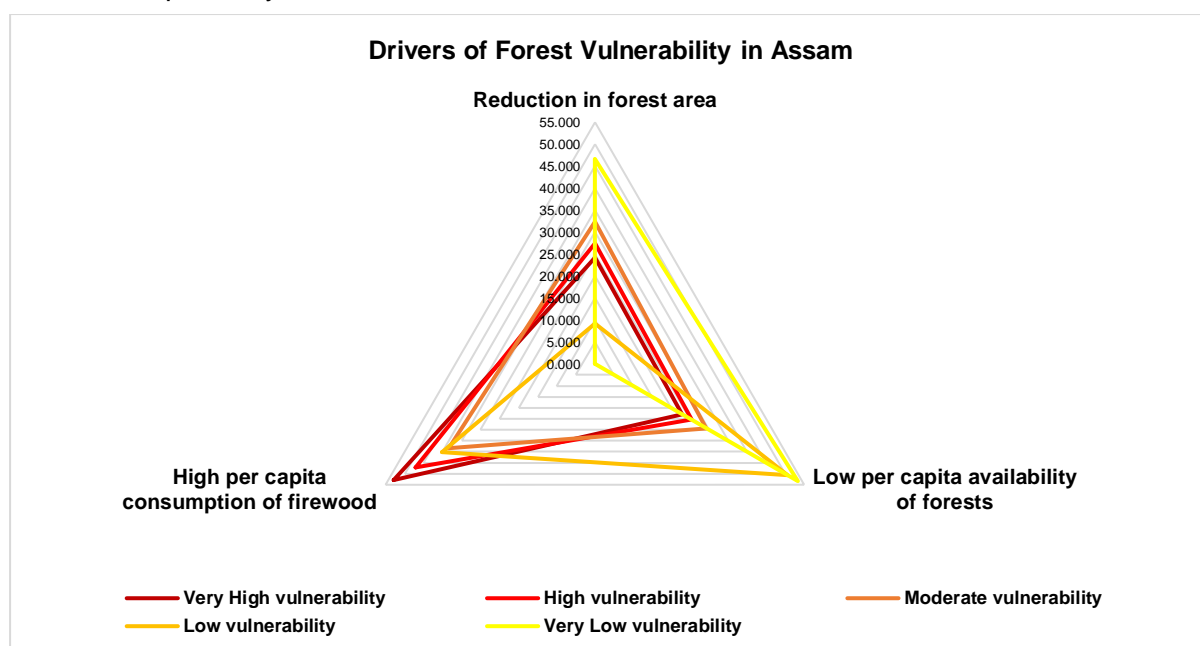 Drivers of Forest Vulnerability in Assam
Reduction in forest area
55.000
50.000
45.000
40.000
35.000
30.000
25.000
20.000
15.000
10.000
5.000
0.000
High per capita
consumption of firewood
Low per capita availability
of forests
Very High vulnerability
High vulnerability
Moderate vulnerability
Low vulnerability
Very Low vulnerability